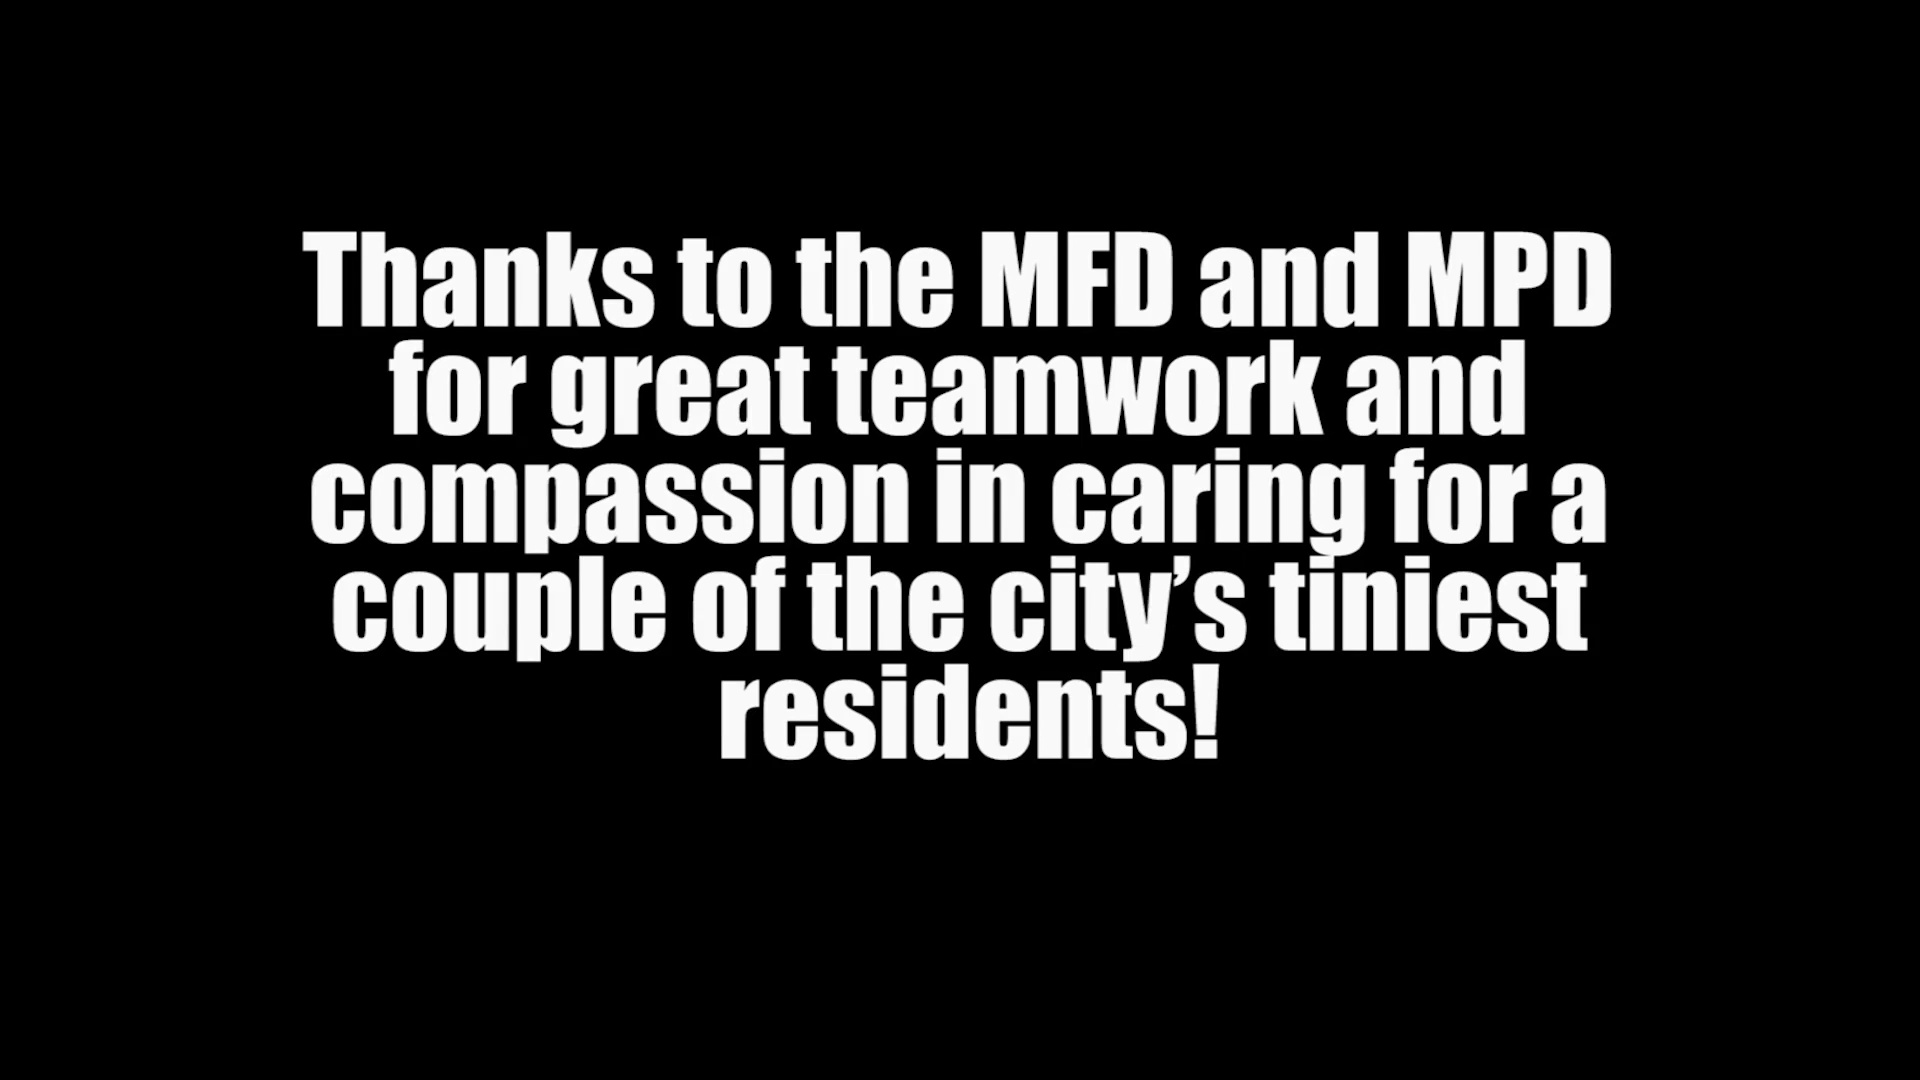 Thanks to the MFD and MPD
for great teamwork and
compassion in caring for a
couple of the city’s tiniest
residents!